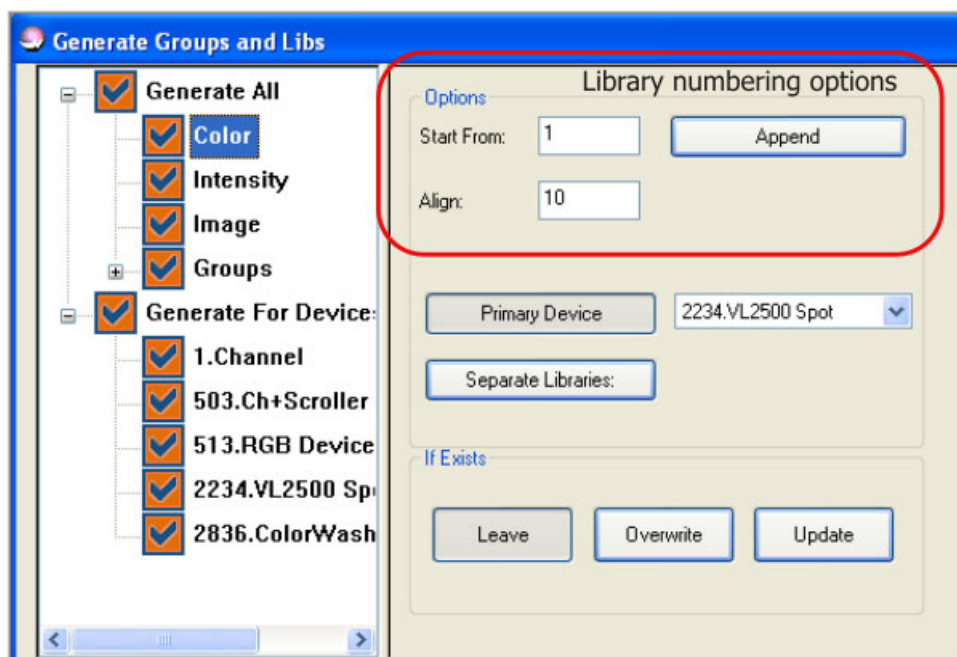 Generate Groups and Libs
Generate All
Color
Intensity
Image
Groups
Generate For Device
1.Channel
503.Ch+Scroller
513.RGB Device
2234.VL2500 Sp
2836.ColorWash
Library numbering options
Options
Start From: 1 Append
Align: 10
Primary Device 2234.VL2500 Spot
Separate Libraries:
If Exists
Leave Overwrite Update